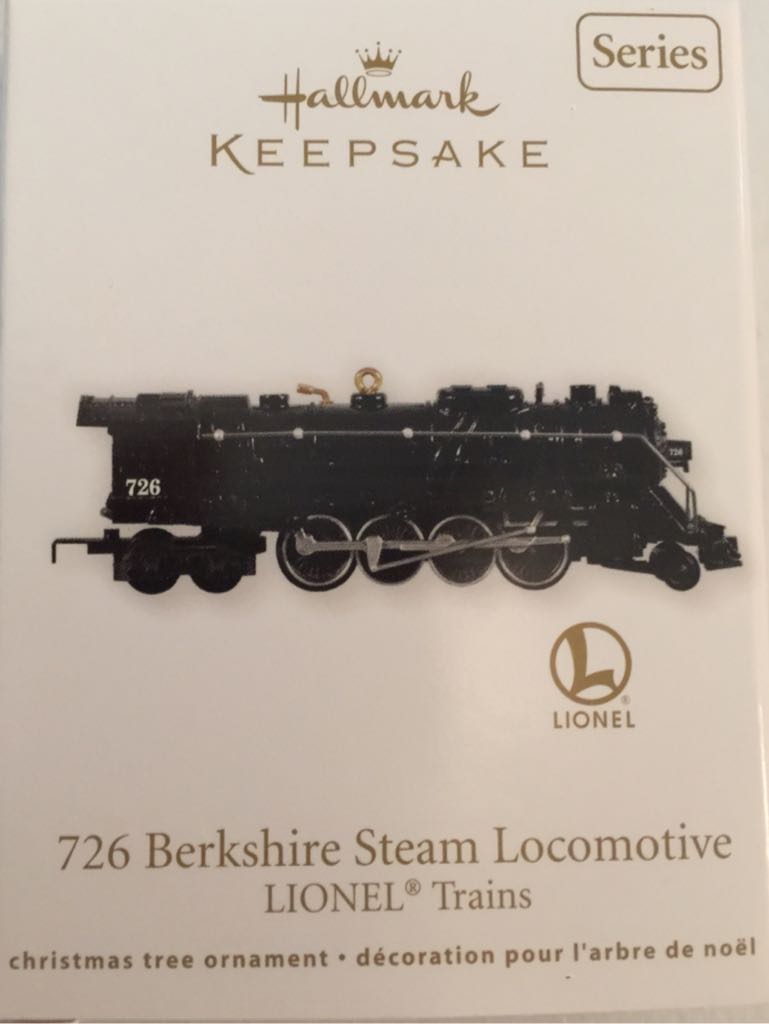 Series
Hallmark
KEEPSAKE
726
726
L
®
LIONEL
726 Berkshire Steam Locomotive
LIONEL® Trains
christmas tree ornament • décoration pour l'arbre de noël